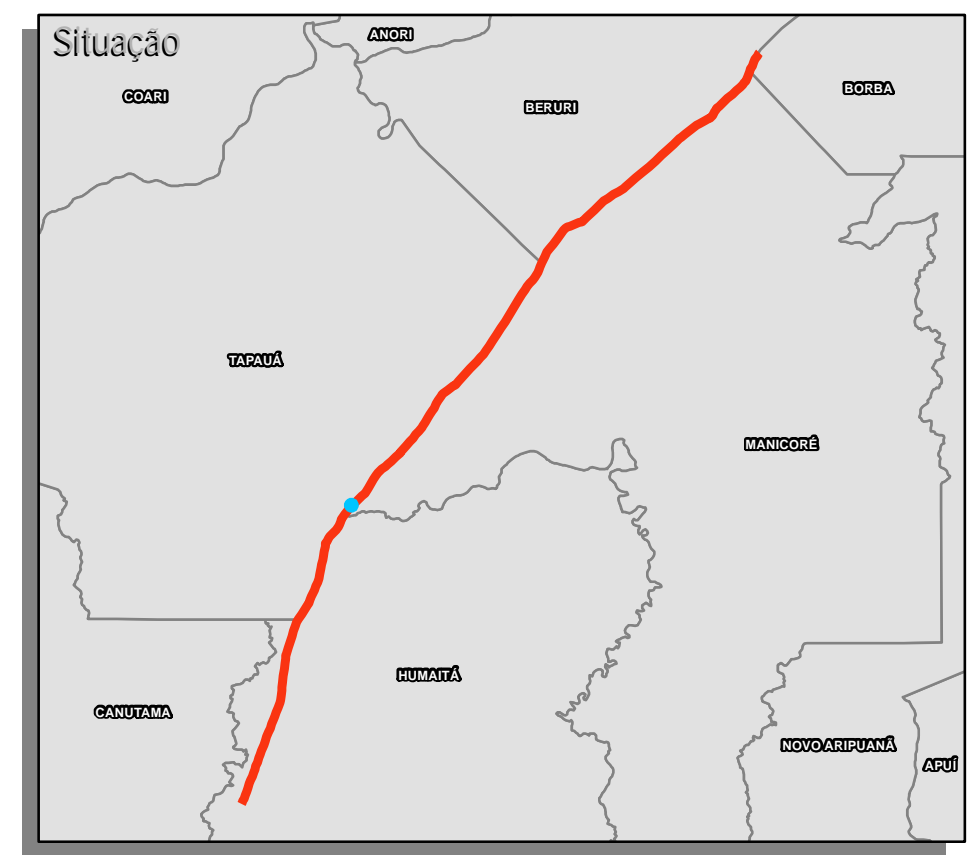 Situação
ANORI
COARI
BERURI
BORBA
TAPAUÁ
MANICORÉ
HUMAITÁ
CANUTAMA
NOVO ARIPUANÃ
APUÍ